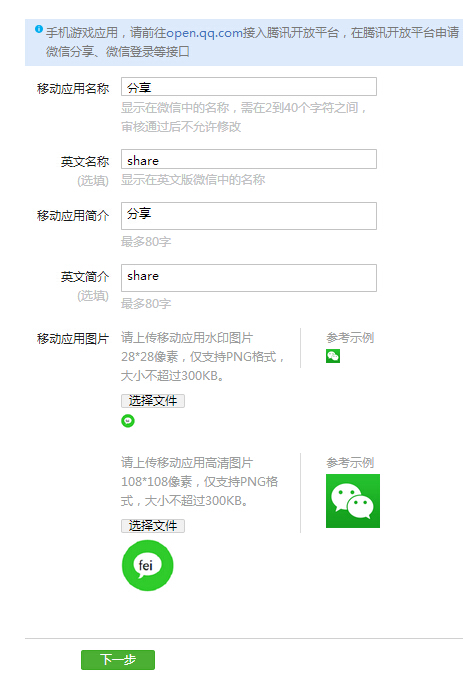 手机游戏应用，请前往open.qq.com接入腾讯开放平台，在腾讯开放平台申请
微信分享、微信登录等接口
移动应用名称
分享
显示在微信中的名称，需在2到40个字符之间，
审核通过后不允许修改
英文名称
(选填)
share
显示在英文版微信中的名称
移动应用简介
分享
最多80字
英文简介
(选填)
share
最多80字
移动应用图片
请上传移动应用水印图片
28*28像素，仅支持PNG格式，
大小不超过300KB。
选择文件
参考示例
请上传移动应用高清图片
108*108像素，仅支持PNG格
式，大小不超过300KB。
选择文件
fei
参考示例
下一步